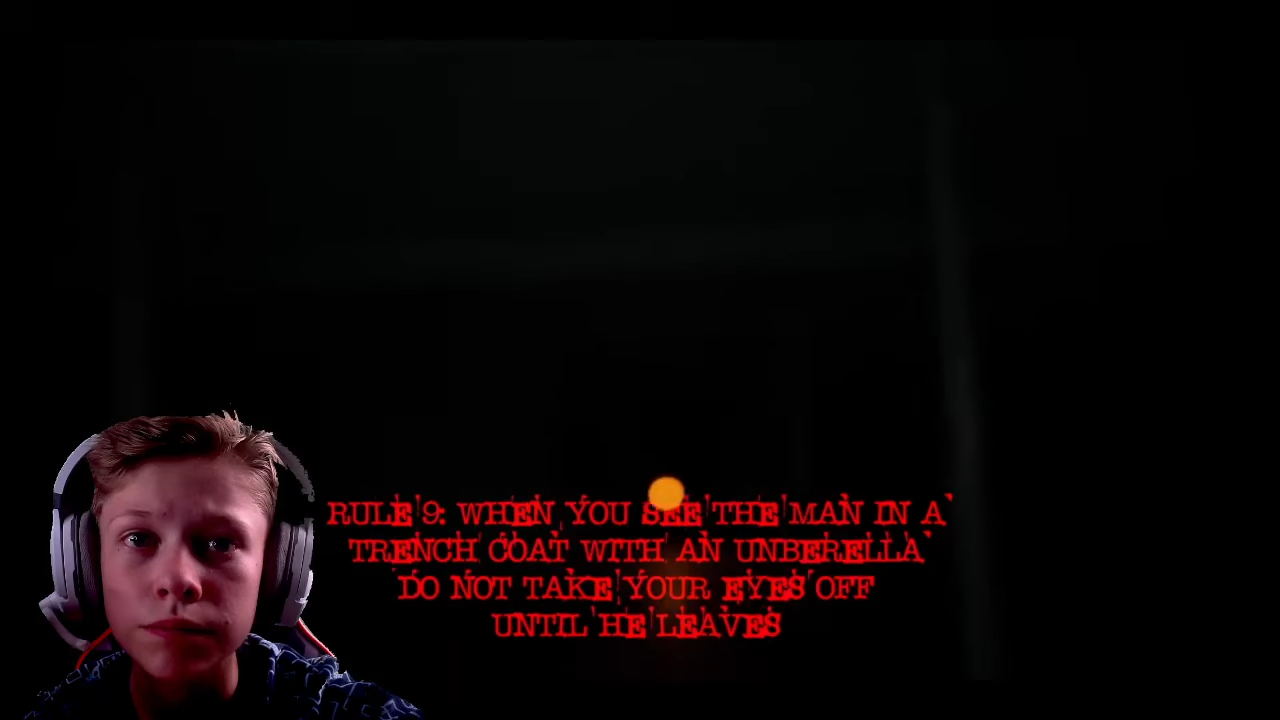 RULE 9: WHEN YOU SEE THE MAN IN A
TRENCH COAT WITH AN UNBERELLA
DO NOT TAKE YOUR EYES OFF
UNTIL HE LEAVES